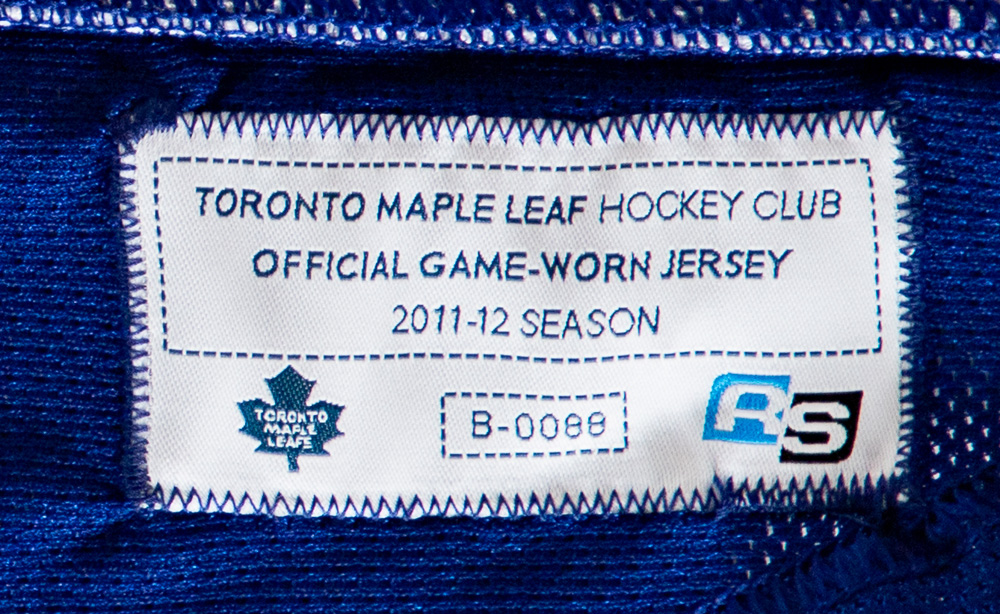 TORONTO MAPLE LEAF HOCKEY CLUB
OFFICIAL GAME-WORN JERSEY
2011-12 SEASON
TORONTO
MAPLE
LEAFS
B-0088
RS